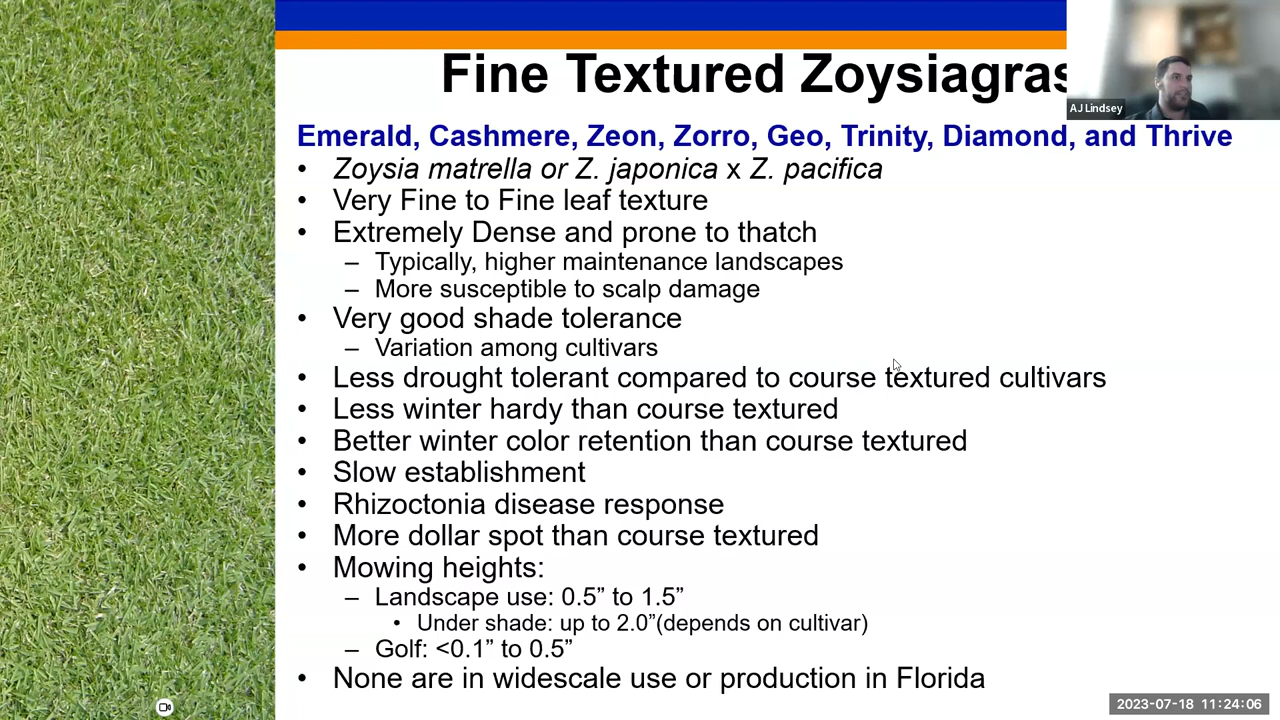 Fine Textured Zoysiagras
AJ Lindsey
Emerald, Cashmere, Zeon, Zorro, Geo, Trinity, Diamond, and Thrive
• Zoysia matrella or Z. japonica x Z. pacifica
• Very Fine to Fine leaf texture
• Extremely Dense and prone to thatch
– Typically, higher maintenance landscapes
– More susceptible to scalp damage
• Very good shade tolerance
– Variation among cultivars
• Less drought tolerant compared to course textured cultivars
• Less winter hardy than course textured
• Better winter color retention than course textured
• Slow establishment
• Rhizoctonia disease response
• More dollar spot than course textured
• Mowing heights:
– Landscape use: 0.5” to 1.5”
• Under shade: up to 2.0”(depends on cultivar)
– Golf: <0.1” to 0.5”
• None are in widescale use or production in Florida
2023-07-18 11:24:06